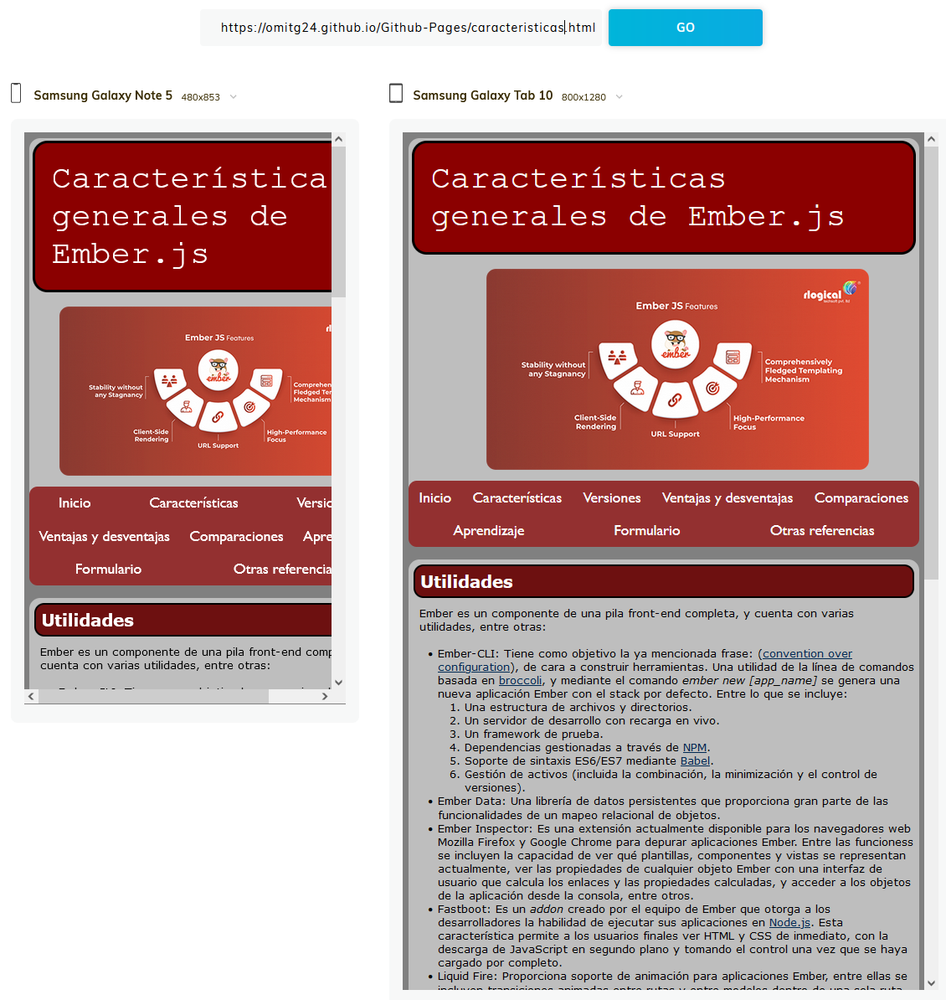 https://omitg24.github.io/Github-Pages/caracteristicas.html
GO
Samsung Galaxy Note 5 480x853
Característica
generales de
Ember.js
Ember JS Features
Stability without
any Stagnancy
Comprehen
Fledged Ten
Mechanism
Client-Side
Rendering
URL Support
High-Performance
Focus
Inicio Características Versio
Ventajas y desventajas Comparaciones Apre
Formulario Otras referencia
Utilidades
Ember es un componente de una pila front-end comp
cuenta con varias utilidades, entre otras:
Samsung Galaxy Tab 10 800x1280
Características
generales de Ember.js
rlogical
techsoft pvt. ltd
Ember JS Features
ember
Stability without
any Stagnancy
Comprehensively
Fledged Templating
Mechanism
Client-Side
Rendering
URL Support
High-Performance
Focus
Inicio Características Versiones Ventajas y desventajas Comparaciones
Aprendizaje Formulario Otras referencias
Utilidades
Ember es un componente de una pila front-end completa, y cuenta con varias
utilidades, entre otras:
• Ember-CLI: Tiene como objetivo la ya mencionada frase: (convention over
configuration), de cara a construir herramientas. Una utilidad de la línea de comandos
basada en broccoli, y mediante el comando ember new [app_name] se genera una
nueva aplicación Ember con el stack por defecto. Entre lo que se incluye:
1. Una estructura de archivos y directorios.
2. Un servidor de desarrollo con recarga en vivo.
3. Un framework de prueba.
4. Dependencias gestionadas a través de NPM.
5. Soporte de sintaxis ES6/ES7 mediante Babel.
6. Gestión de activos (incluida la combinación, la minimización y el control de
versiones).
• Ember Data: Una librería de datos persistentes que proporciona gran parte de las
funcionalidades de un mapeo relacional de objetos.
• Ember Inspector: Es una extensión actualmente disponible para los navegadores web
Mozilla Firefox y Google Chrome para depurar aplicaciones Ember. Entre las funcioness
se incluyen la capacidad de ver qué plantillas, componentes y vistas se representan
actualmente, ver las propiedades de cualquier objeto Ember con una interfaz de
usuario que calcula los enlaces y las propiedades calculadas, y acceder a los objetos
de la aplicación desde la consola, entre otros.
• Fastboot: Es un addon creado por el equipo de Ember que otorga a los
desarrolladores la habilidad de ejecutar sus aplicaciones en Node.js. Esta
característica permite a los usuarios finales ver HTML y CSS de inmediato, con la
descarga de JavaScript en segundo plano y tomando el control una vez que se haya
cargado por completo.
• Liquid Fire: Proporciona soporte de animación para aplicaciones Ember, entre ellas se
incluyen transiciones animadas entre rutas y entre modelos dentro de una sola ruta